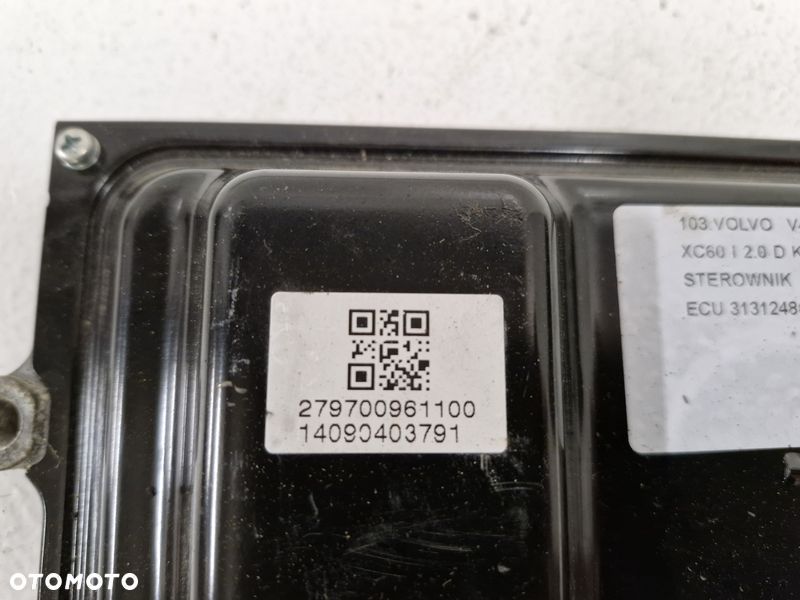 103 VOLVO
XC60 I 2.0 D
STEROWNIK
ECU
279700961100
14090403791
OTOMOTO